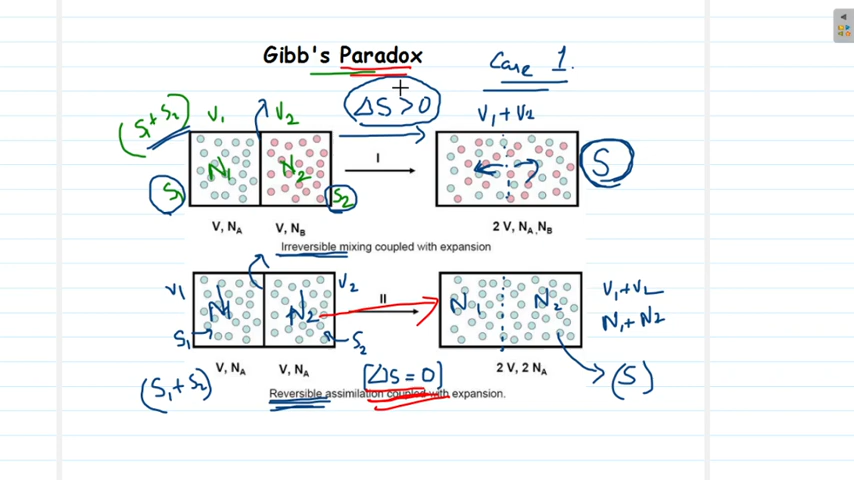 Gibb's Paradox
Case 1.
(S₁ + S₂) V₁ V₂ ΔS > 0 V₁ + V₂
N₁ N₂ I S
S₁ S₂
V, NA V, NB 2 V, NA, NB
Irreversible mixing coupled with expansion
V₁ V₂ II V₁ + V₂
N₁ N₂ N₁ N₂ N₁ + N₂
S₁ S₂
V, NA V, NA 2 V, 2 NA
(S₁ + S₂) [ΔS = 0] (S)
Reversible assimilation coupled with expansion.